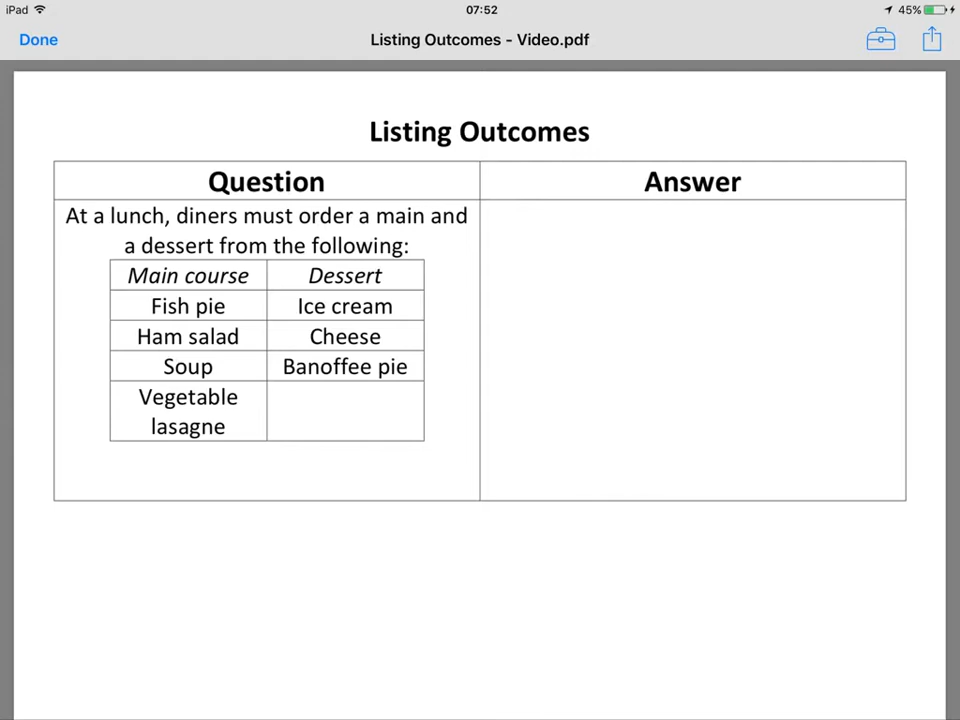 iPad
07:52
45%
Done
Listing Outcomes - Video.pdf
Listing Outcomes
Question
Answer
At a lunch, diners must order a main and
a dessert from the following:
Main course
Dessert
Fish pie
Ice cream
Ham salad
Cheese
Soup
Banoffee pie
Vegetable
lasagne